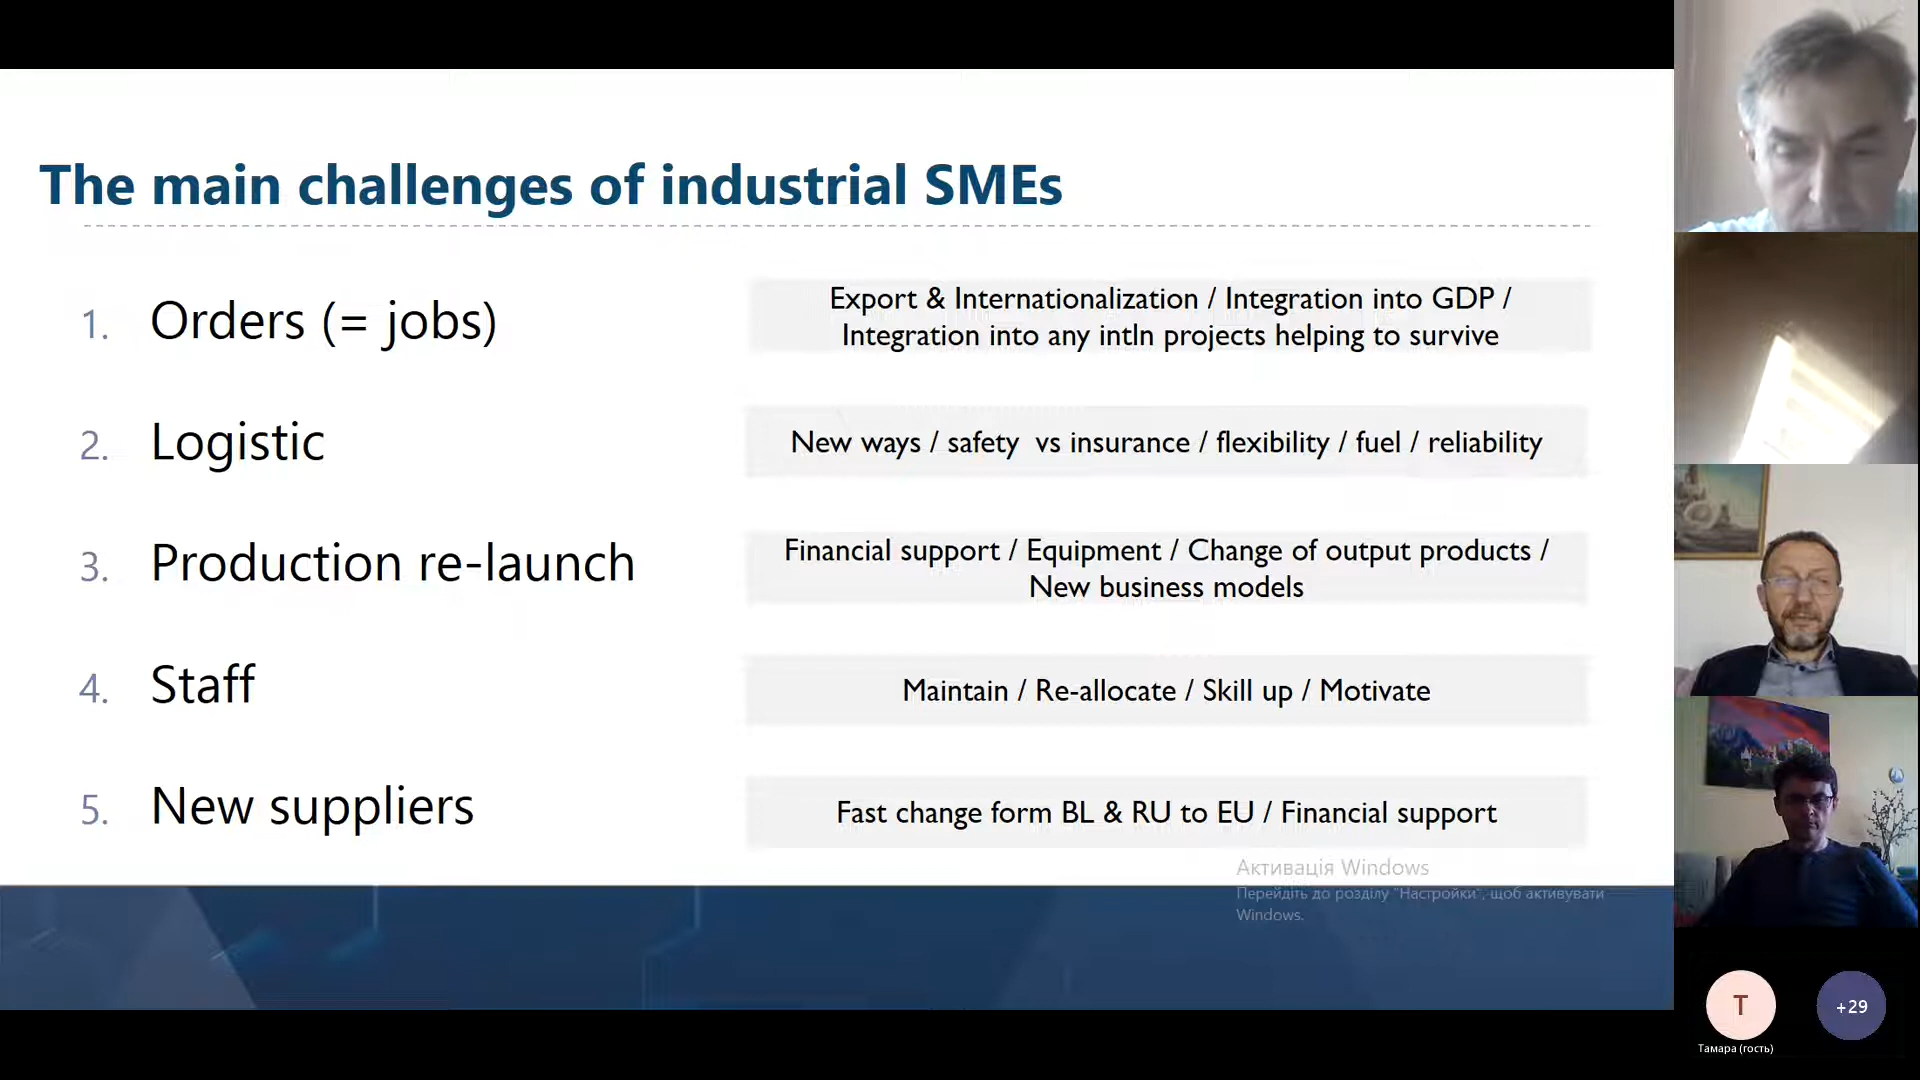 The main challenges of industrial SMEs
1. Orders (= jobs)
Export & Internationalization / Integration into GDP /
Integration into any intln projects helping to survive
2. Logistic
New ways / safety vs insurance / flexibility / fuel / reliability
3. Production re-launch
Financial support / Equipment / Change of output products /
New business models
4. Staff
Maintain / Re-allocate / Skill up / Motivate
5. New suppliers
Fast change form BL & RU to EU / Financial support
Активація Windows
Перейдіть до розділу "Настройки", щоб активувати
Windows.
T
+29
Тамара (гость)